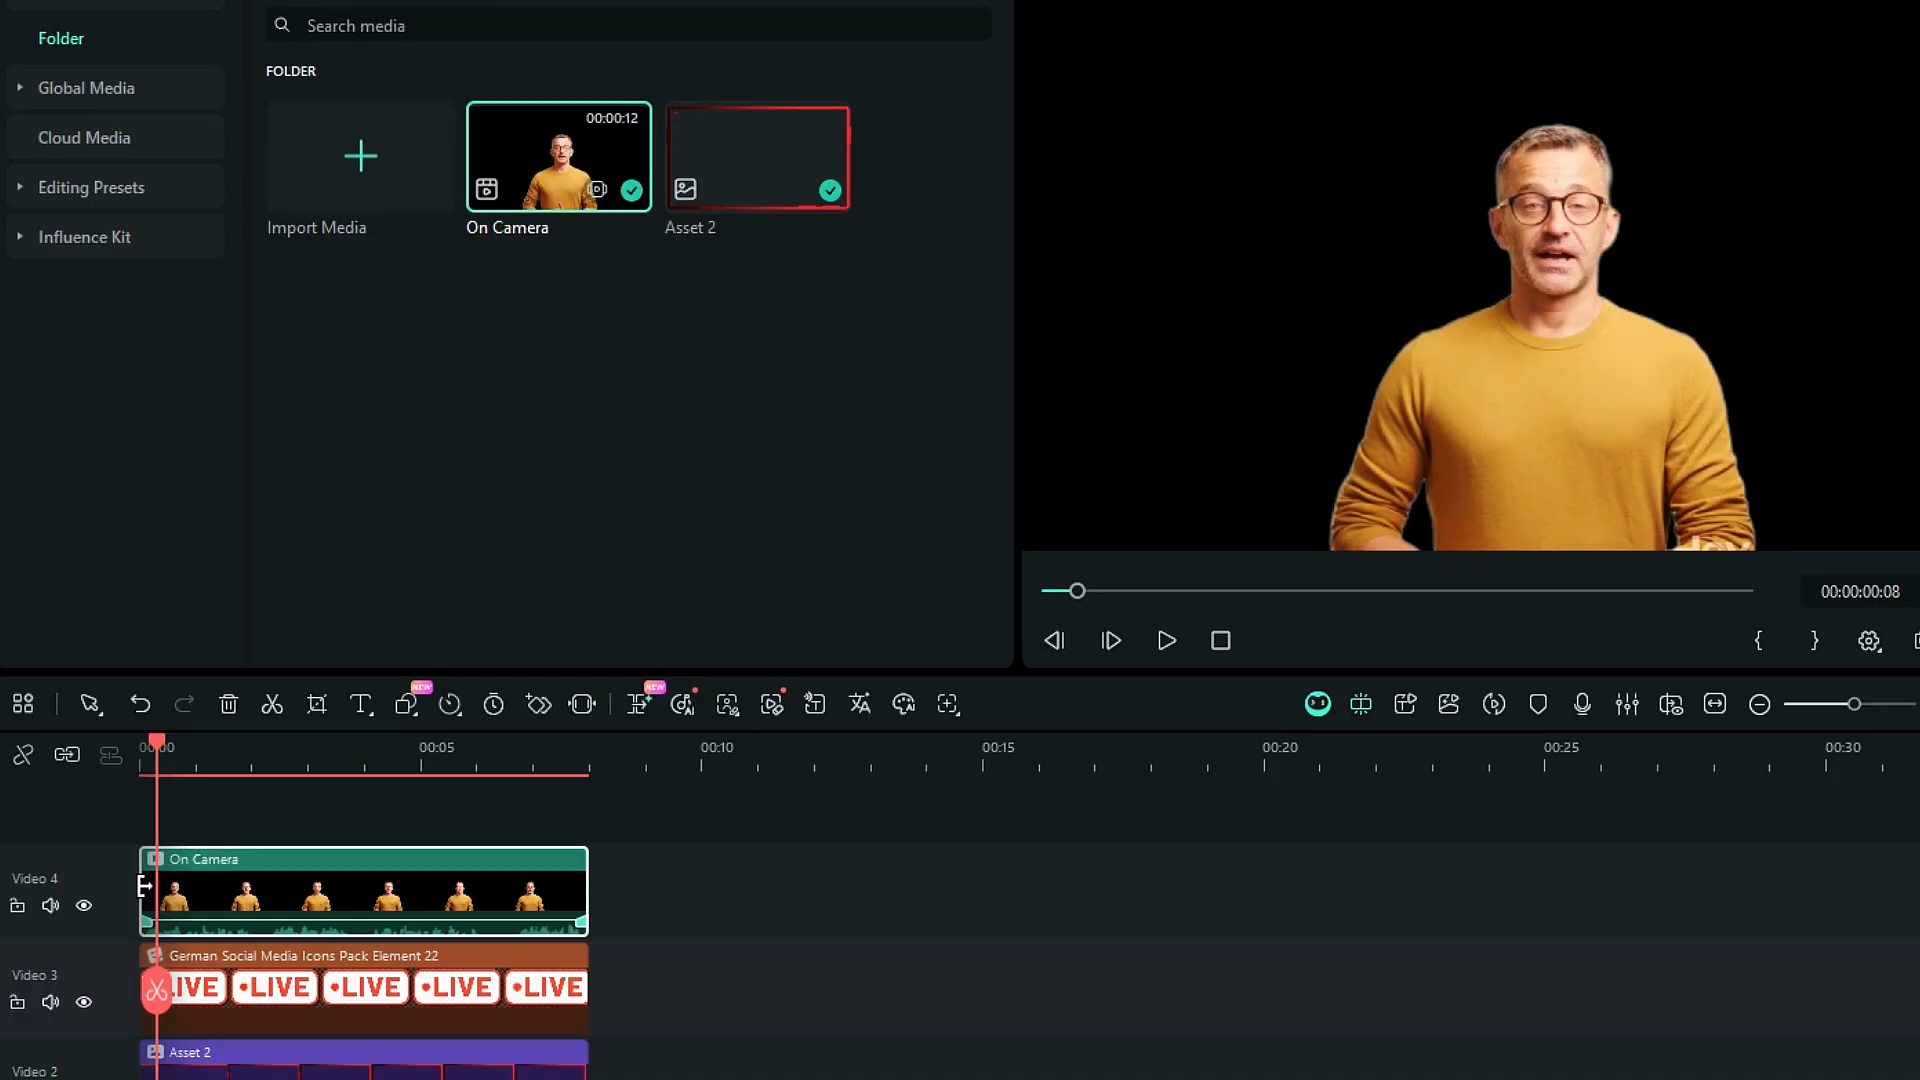 Folder
Global Media
Cloud Media
Editing Presets
Influence Kit
Search media
FOLDER
00:00:12
Import Media
On Camera
Asset 2
00:00:00:08
NEW
NEW
00:00
00:05
00:10
00:15
00:20
00:25
00:30
Video 4
On Camera
Video 3
German Social Media Icons Pack Element 22
IVE
LIVE
LIVE
LIVE
LIVE
Video 2
Asset 2